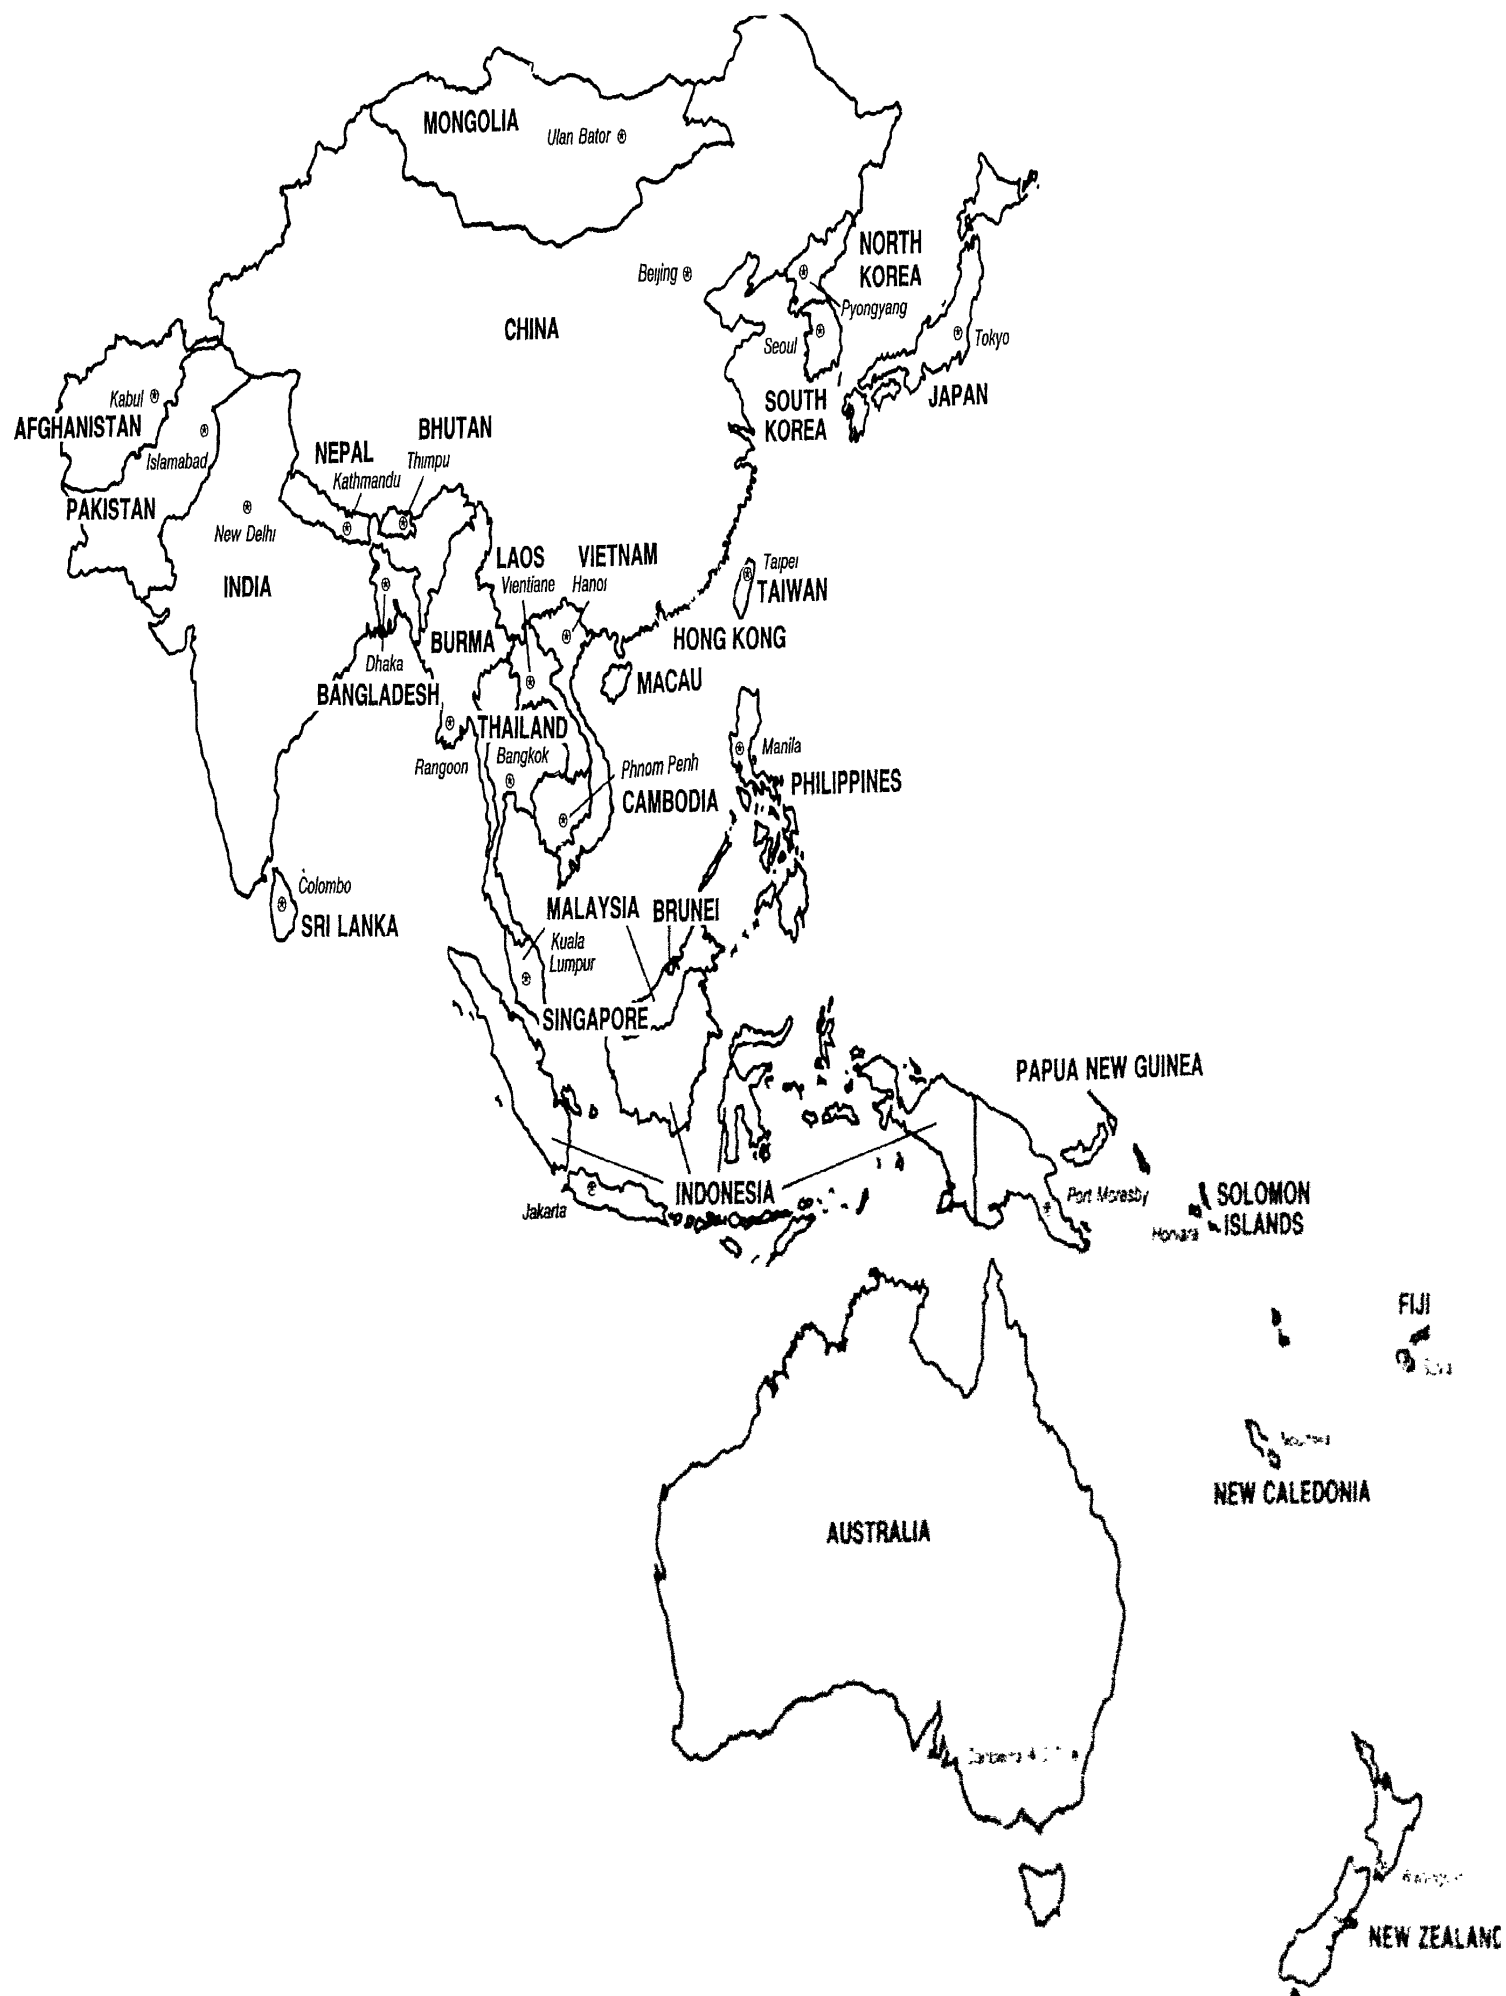 MONGOLIA
Ulan Bator
NORTH
KOREA
Beijing
Pyongyang
CHINA
Seoul
Tokyo
Kabul
SOUTH
KOREA
JAPAN
AFGHANISTAN
BHUTAN
NEPAL
Thimpu
Islamabad
Kathmandu
PAKISTAN
New Delhi
LAOS
VIETNAM
Vientiane
Hanoi
Taipei
TAIWAN
INDIA
BURMA
HONG KONG
Dhaka
BANGLADESH
MACAU
THAILAND
Bangkok
Manila
Rangoon
Phnom Penh
PHILIPPINES
CAMBODIA
Colombo
SRI LANKA
MALAYSIA
BRUNEI
Kuala
Lumpur
SINGAPORE
PAPUA NEW GUINEA
INDONESIA
Port Moresby
SOLOMON
ISLANDS
Jakarta
Honiara
FIJI
NEW CALEDONIA
AUSTRALIA
NEW ZEALAND